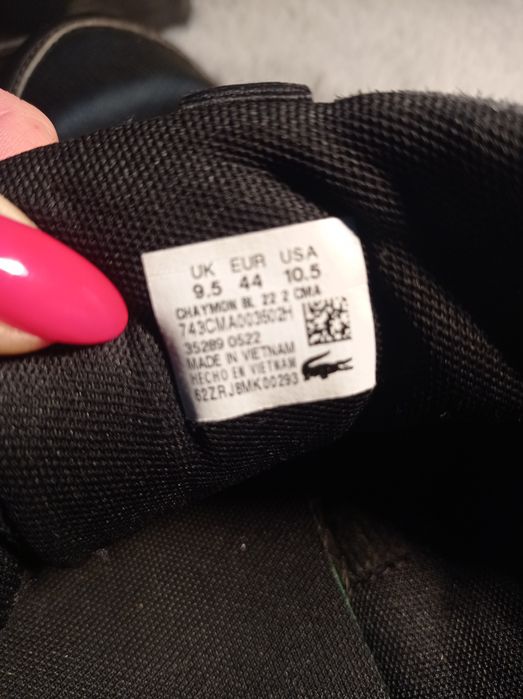 UK EUR USA
9.5 44 10.5
CHAYMON BL 22 2 CMA
743CMA003502H
35289 0522
MADE IN VIETNAM
HECHO EN VIETNAM
62ZRJBMK00293